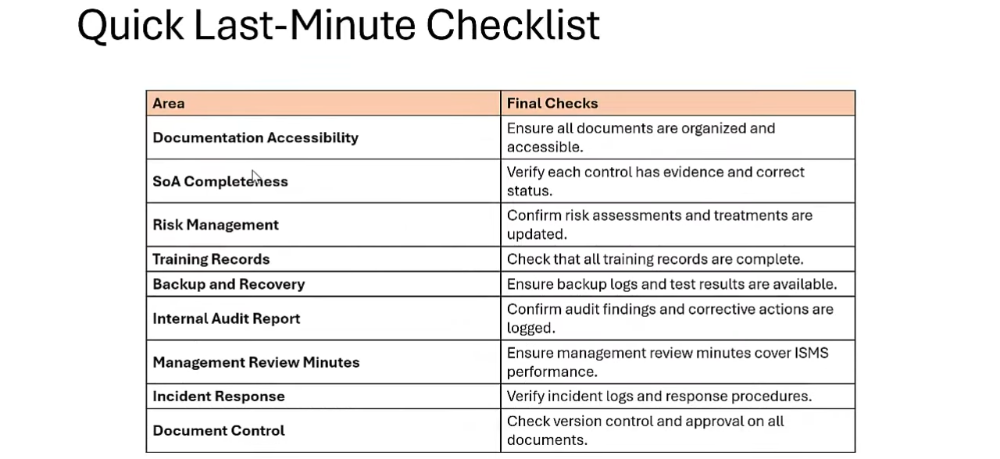 Quick Last-Minute Checklist
Area
Final Checks
Documentation Accessibility
Ensure all documents are organized and
accessible.
SoA Completeness
Verify each control has evidence and correct
status.
Risk Management
Confirm risk assessments and treatments are
updated.
Training Records
Check that all training records are complete.
Backup and Recovery
Ensure backup logs and test results are available.
Internal Audit Report
Confirm audit findings and corrective actions are
logged.
Management Review Minutes
Ensure management review minutes cover ISMS
performance.
Incident Response
Verify incident logs and response procedures.
Document Control
Check version control and approval on all
documents.